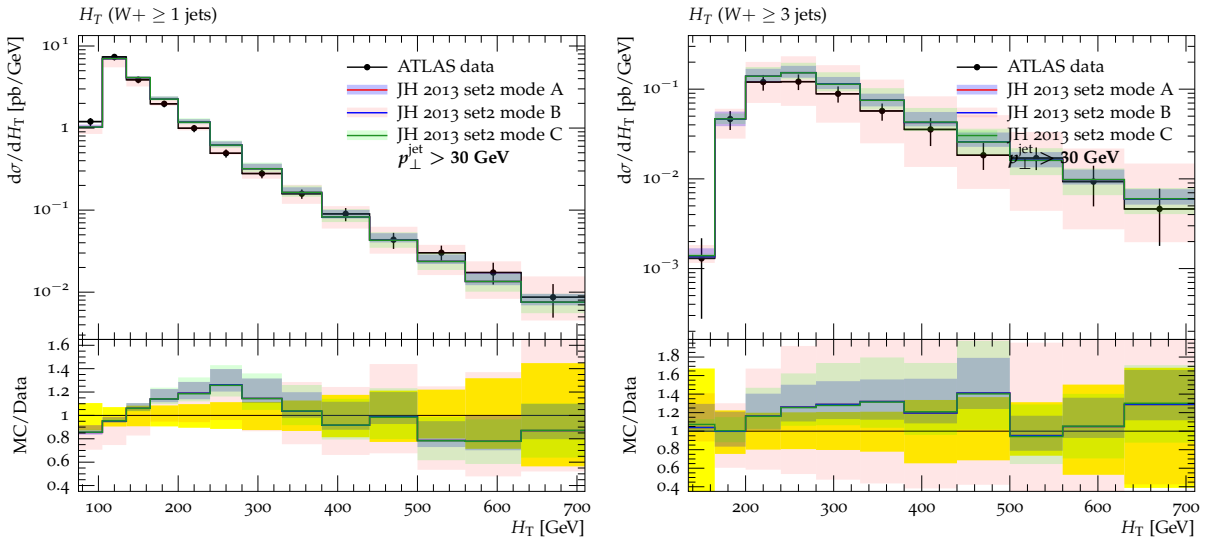 H_T (W+ ≥ 1 jets)
dσ/dH_T [pb/GeV]
10^1
1
10^−1
10^−2
ATLAS data
JH 2013 set2 mode A
JH 2013 set2 mode B
JH 2013 set2 mode C
p_⊥^jet > 30 GeV
MC/Data
1.6
1.4
1.2
1
0.8
0.6
0.4
100 200 300 400 500 600 700
H_T [GeV]
H_T (W+ ≥ 3 jets)
dσ/dH_T [pb/GeV]
10^−1
10^−2
10^−3
ATLAS data
JH 2013 set2 mode A
JH 2013 set2 mode B
JH 2013 set2 mode C
p_⊥^jet > 30 GeV
MC/Data
1.8
1.6
1.4
1.2
1
0.8
0.6
0.4
200 300 400 500 600 700
H_T [GeV]